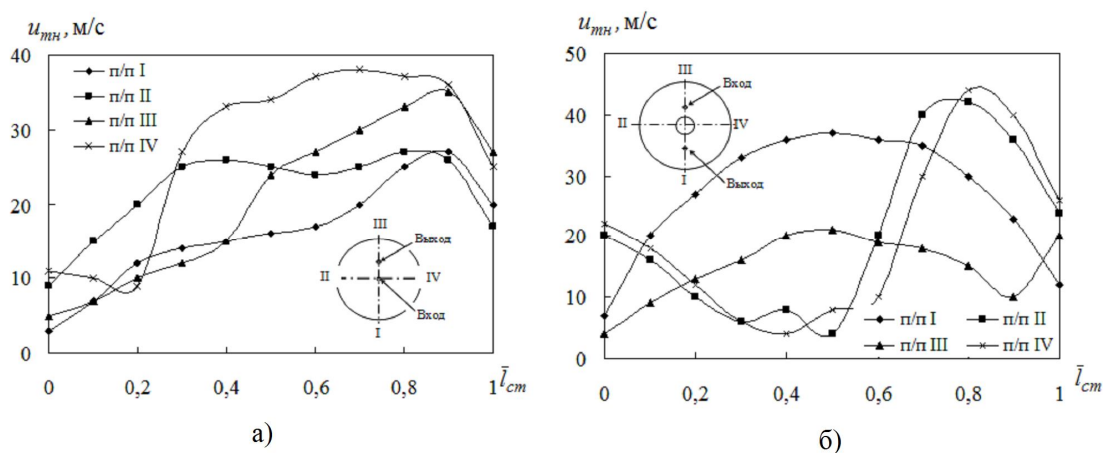 u_тн, м/с
40
30
20
10
0
0 0,2 0,4 0,6 0,8 1 l̄_ст
п/п I
п/п II
п/п III
п/п IV
III
Выход
II IV
Вход
I
а)
u_тн, м/с
50
40
30
20
10
0
0 0,2 0,4 0,6 0,8 1 l̄_ст
III
Вход
II IV
Выход
I
п/п I п/п II
п/п III п/п IV
б)